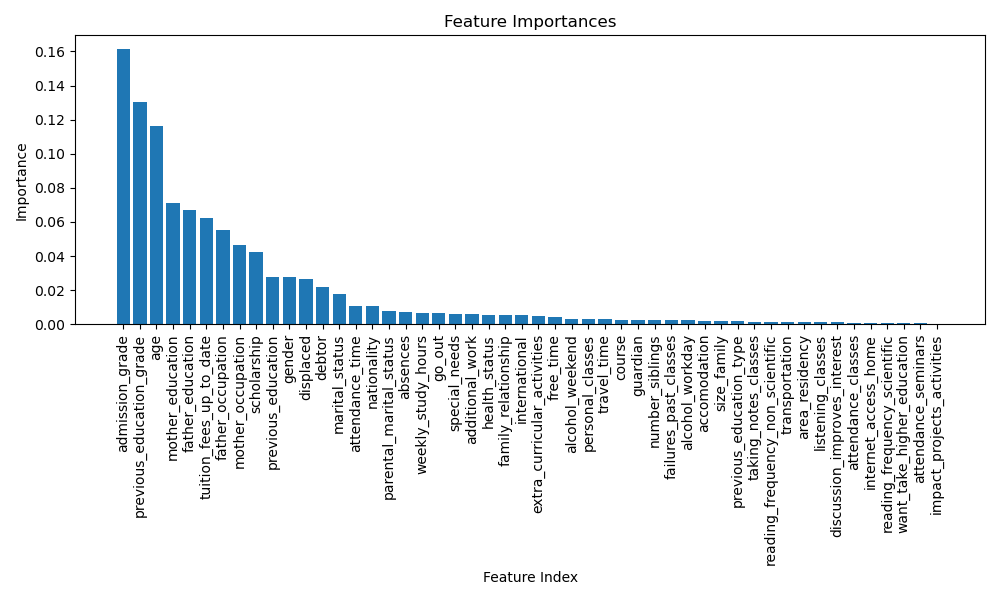 Feature Importances
Importance
0.16
0.14
0.12
0.10
0.08
0.06
0.04
0.02
0.00
admission_grade
previous_education_grade
age
mother_education
father_education
tuition_fees_up_to_date
father_occupation
mother_occupation
scholarship
previous_education
gender
displaced
debtor
marital_status
attendance_time
nationality
parental_marital_status
absences
weekly_study_hours
go_out
special_needs
additional_work
health_status
family_relationship
international
extra_curricular_activities
free_time
alcohol_weekend
personal_classes
travel_time
course
guardian
number_siblings
failures_past_classes
alcohol_workday
accomodation
size_family
previous_education_type
taking_notes_classes
reading_frequency_non_scientific
transportation
area_residency
listening_classes
discussion_improves_interest
attendance_classes
internet_access_home
reading_frequency_scientific
want_take_higher_education
attendance_seminars
impact_projects_activities
Feature Index